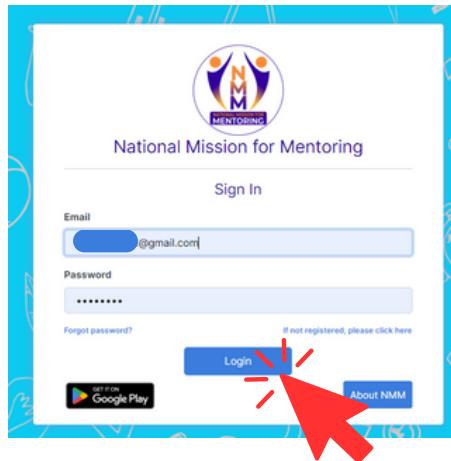 NMM
NATIONAL MISSION FOR
MENTORING
National Mission for Mentoring
Sign In
Email
@gmail.com
Password
••••••••
Forgot password? If not registered, please click here
Login
GET IT ON
Google Play
About NMM